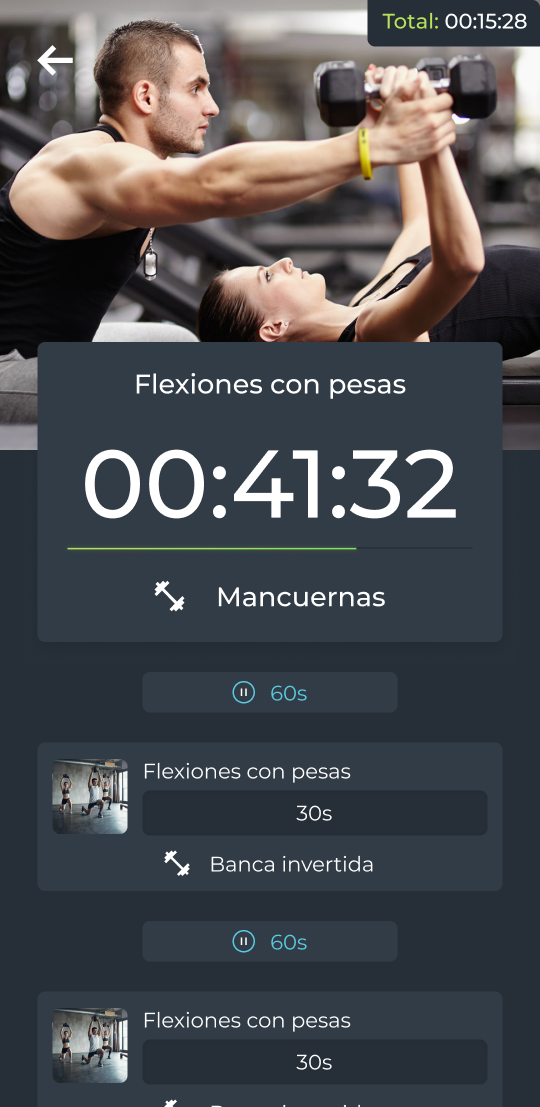 Total: 00:15:28
Flexiones con pesas
00:41:32
Mancuernas
60s
Flexiones con pesas
30s
Banca invertida
60s
Flexiones con pesas
30s